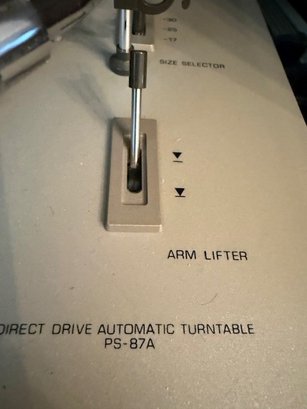 -30
-25
-17
SIZE SELECTOR
ARM LIFTER
DIRECT DRIVE AUTOMATIC TURNTABLE
PS-87A